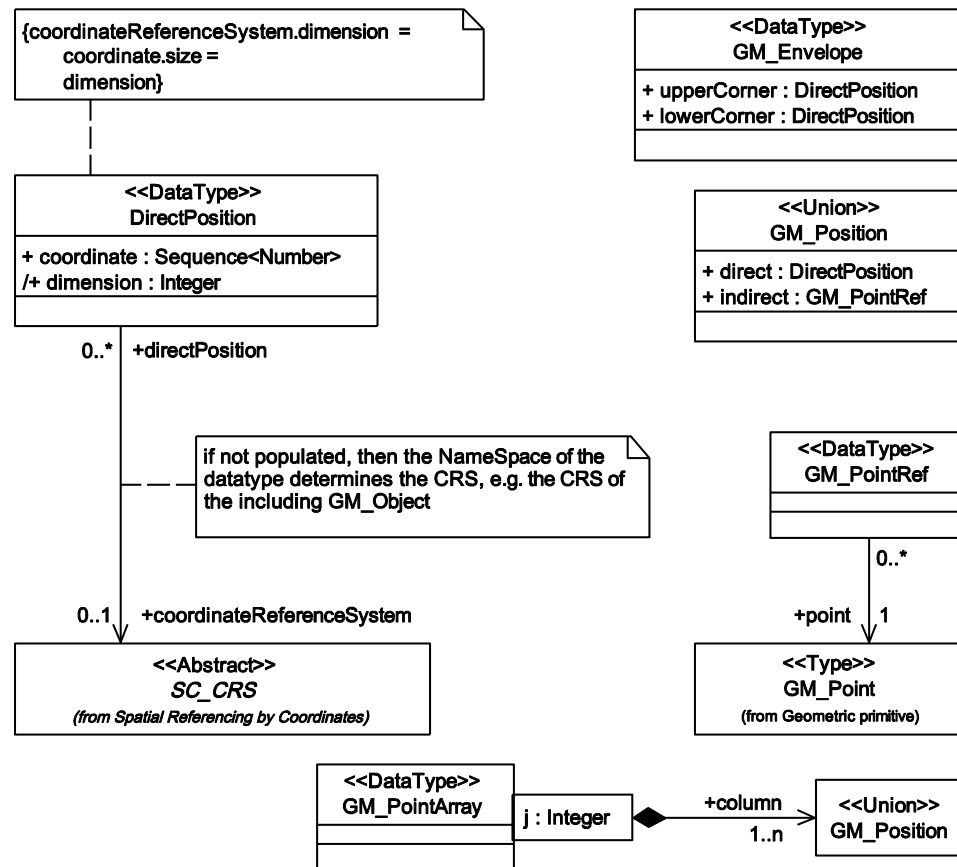 {coordinateReferenceSystem.dimension =
coordinate.size =
dimension}
<<DataType>>
GM_Envelope
+ upperCorner : DirectPosition
+ lowerCorner : DirectPosition
<<DataType>>
DirectPosition
+ coordinate : Sequence<Number>
/+ dimension : Integer
<<Union>>
GM_Position
+ direct : DirectPosition
+ indirect : GM_PointRef
0..* +directPosition
if not populated, then the NameSpace of the
datatype determines the CRS, e.g. the CRS of
the including GM_Object
<<DataType>>
GM_PointRef
0..*
0..1 +coordinateReferenceSystem
+point 1
<<Abstract>>
SC_CRS
(from Spatial Referencing by Coordinates)
<<Type>>
GM_Point
(from Geometric primitive)
<<DataType>>
GM_PointArray
j : Integer
+column
1..n
<<Union>>
GM_Position